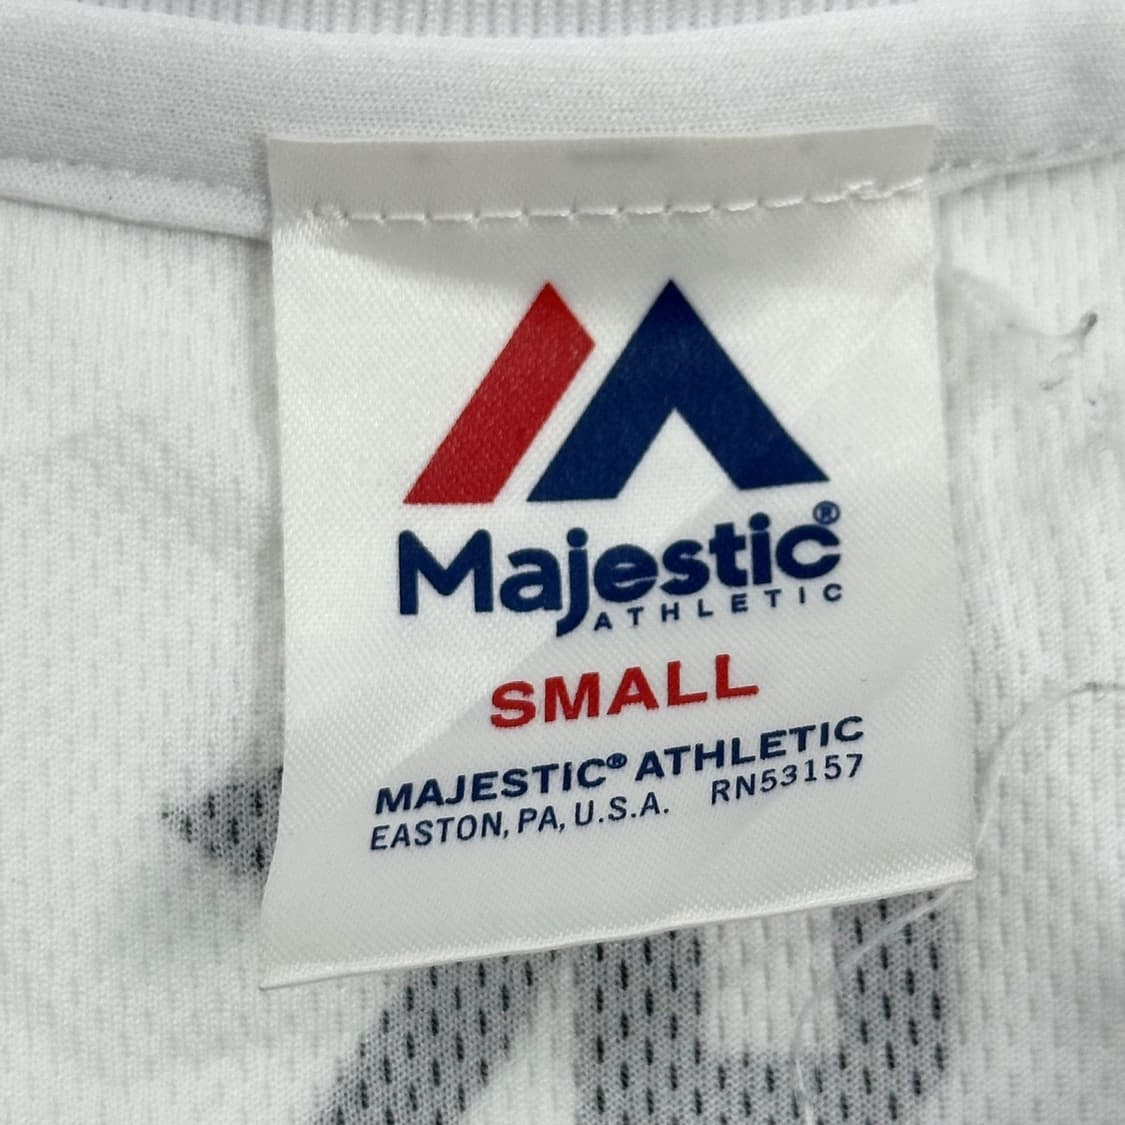 Majestic®
ATHLETIC
SMALL
MAJESTIC® ATHLETIC
EASTON, PA, U.S.A. RN53157